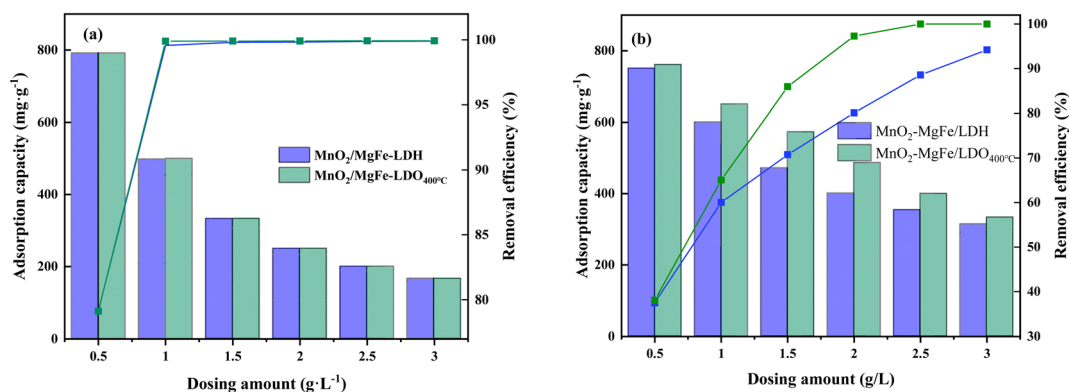 (a)
800
600
400
200
0
Adsorption capacity (mg·g⁻¹)
MnO₂/MgFe-LDH
MnO₂/MgFe-LDO₄₀₀℃
100
95
90
85
80
Removal efficiency (%)
0.5 1 1.5 2 2.5 3
Dosing amount (g·L⁻¹)
(b)
800
600
400
200
0
Adsorption capacity (mg·g⁻¹)
MnO₂-MgFe/LDH
MnO₂-MgFe/LDO₄₀₀℃
100
90
80
70
60
50
40
30
Removal efficiency (%)
0.5 1 1.5 2 2.5 3
Dosing amount (g/L)